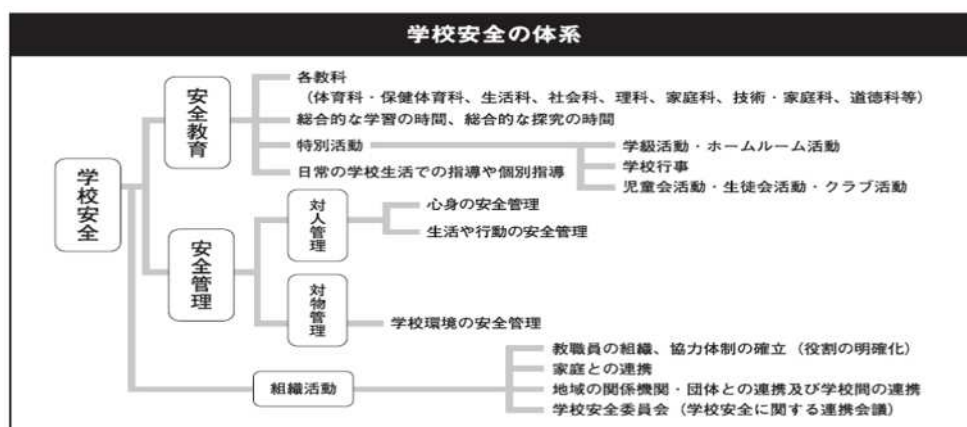 学校安全の体系
学校安全
安全教育
各教科
（体育科・保健体育科、生活科、社会科、理科、家庭科、技術・家庭科、道徳科等）
総合的な学習の時間、総合的な探究の時間
特別活動
学級活動・ホームルーム活動
学校行事
児童会活動・生徒会活動・クラブ活動
日常の学校生活での指導や個別指導
安全管理
対人管理
心身の安全管理
生活や行動の安全管理
対物管理
学校環境の安全管理
組織活動
教職員の組織、協力体制の確立（役割の明確化）
家庭との連携
地域の関係機関・団体との連携及び学校間の連携
学校安全委員会（学校安全に関する連携会議）